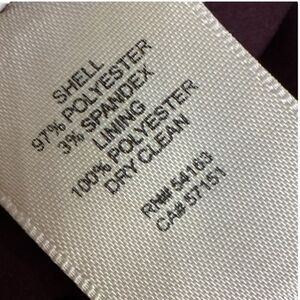 SHELL
97% POLYESTER
3% SPANDEX
LINING
100% POLYESTER
DRY CLEAN
RN# 54163
CA# 57151